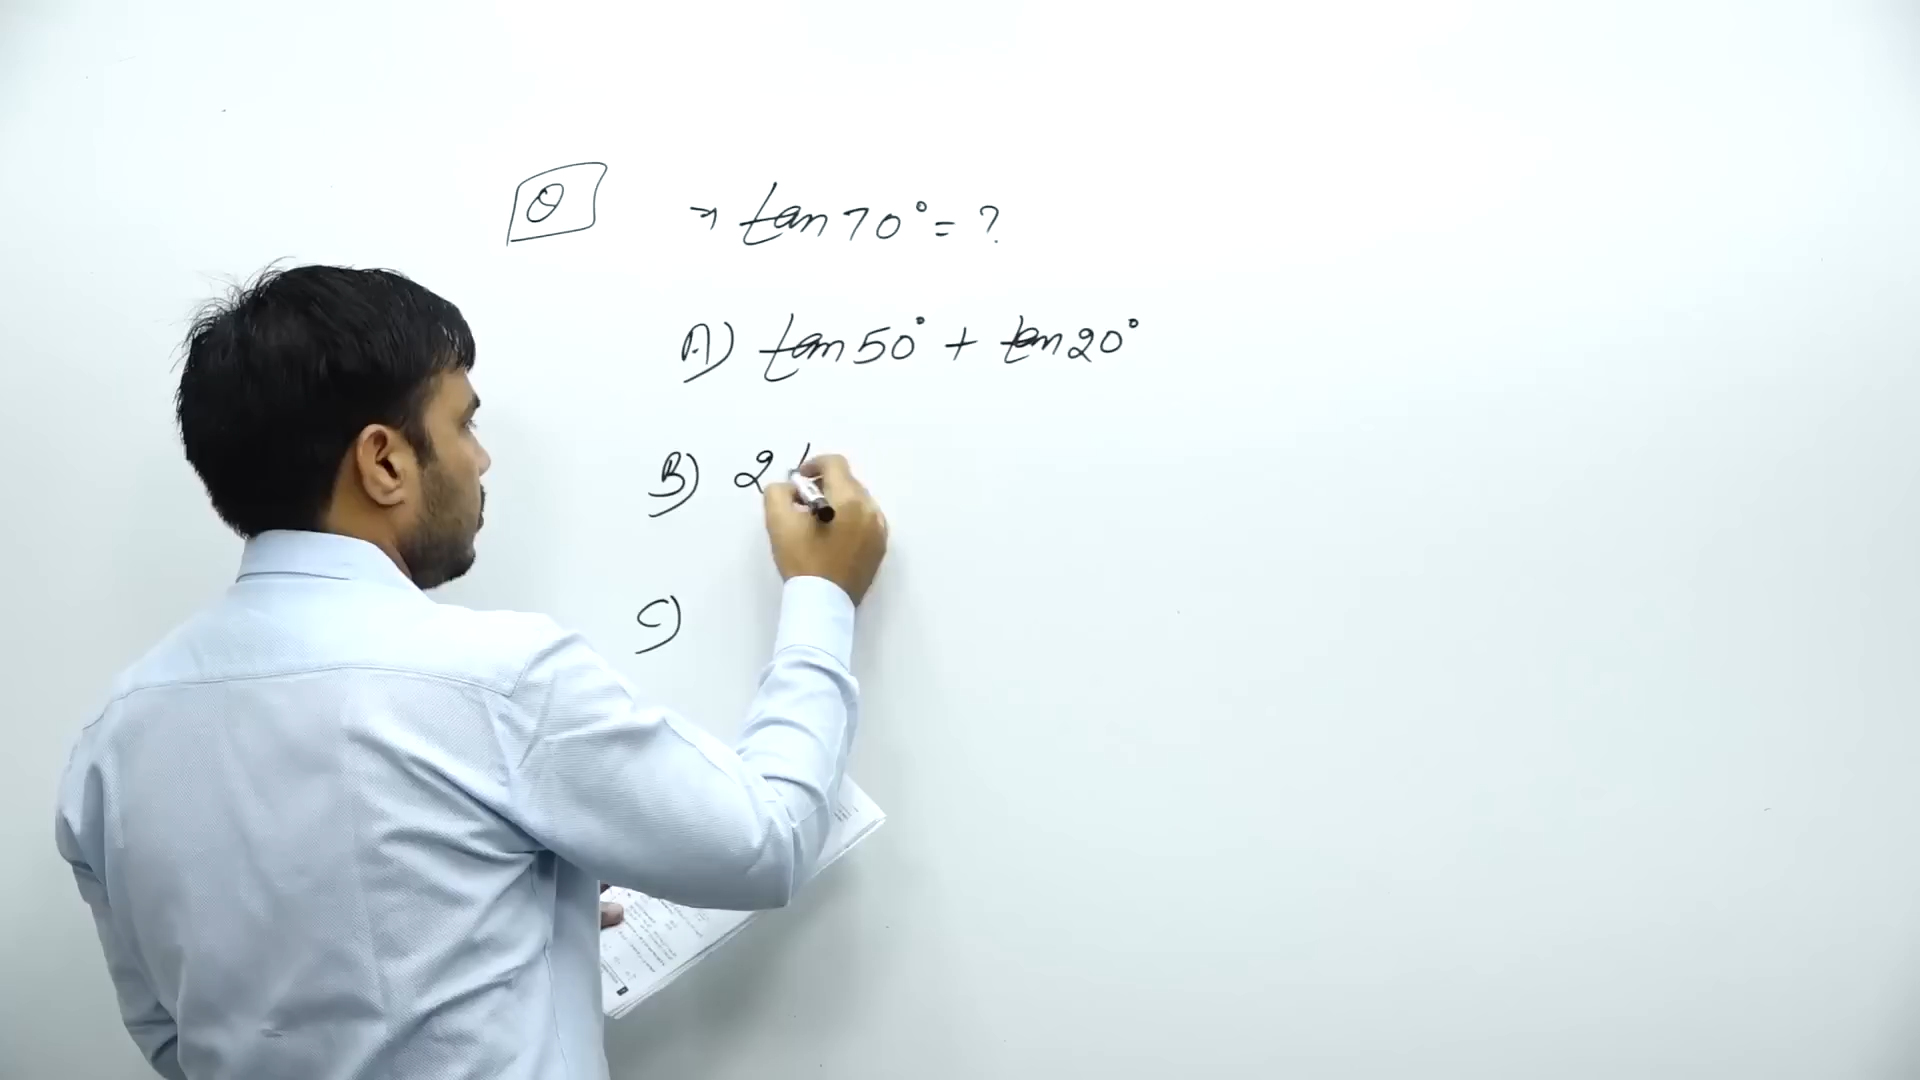 Q → tan 70° = ?
A) tan 50° + tan 20°
B) 2
C)